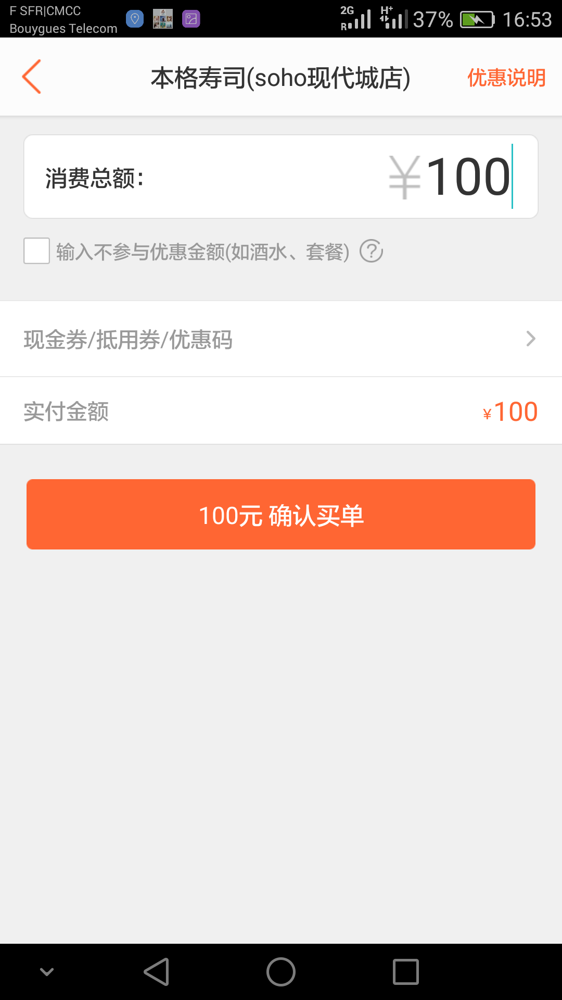 F SFR|CMCC
Bouygues Telecom
2G R H+ 37% 16:53
本格寿司(soho现代城店)
优惠说明
消费总额: ¥100
输入不参与优惠金额(如酒水、套餐) ?
现金券/抵用券/优惠码
实付金额 ¥100
100元 确认买单